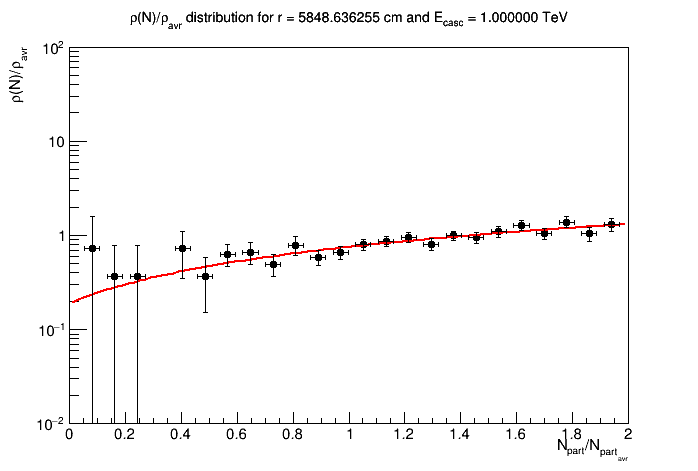 ρ(N)/ρavr distribution for r = 5848.636255 cm and Ecasc = 1.000000 TeV
ρ(N)/ρavr
10²
10
1
10⁻¹
10⁻²
0 0.2 0.4 0.6 0.8 1 1.2 1.4 1.6 1.8 2
Npart/Npartavr